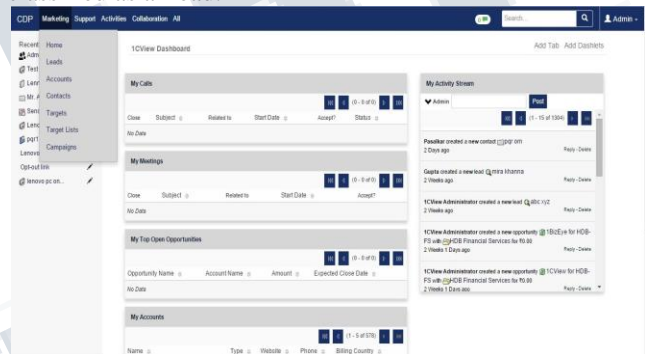 CDP Marketing Support Activities Collaboration All Search... Admin
Recent
Home
Leads
Accounts
Contacts
Targets
Target Lists
Campaigns
Opt-out link
lenovo pc an...
1CView Dashboard
Add Tab Add Dashlets
My Calls
(0 - 0 of 0)
Close Subject Related to Start Date Accept? Status
No Data
My Meetings
(0 - 0 of 0)
Close Subject Related to Start Date Accept?
No Data
My Top Open Opportunities
(0 - 0 of 0)
Opportunity Name Account Name Amount Expected Close Date
No Data
My Accounts
(1 - 5 of 578)
Name Type Website Phone Billing Country
My Activity Stream
Admin Post
(1 - 15 of 1304)
created a new contact pqr om
2 Days ago Reply - Delete
Gupta created a new lead mira khanna
2 Weeks ago Reply - Delete
1CView Administrator created a new lead abc xyz
2 Weeks ago Reply - Delete
1CView Administrator created a new opportunity 1BizEye for HDB-
FS with HDB Financial Services for ₹0.00
2 Weeks 1 Days ago Reply - Delete
1CView Administrator created a new opportunity 1CView for HDB-
FS with HDB Financial Services for ₹0.00
2 Weeks 1 Days ago Reply - Delete